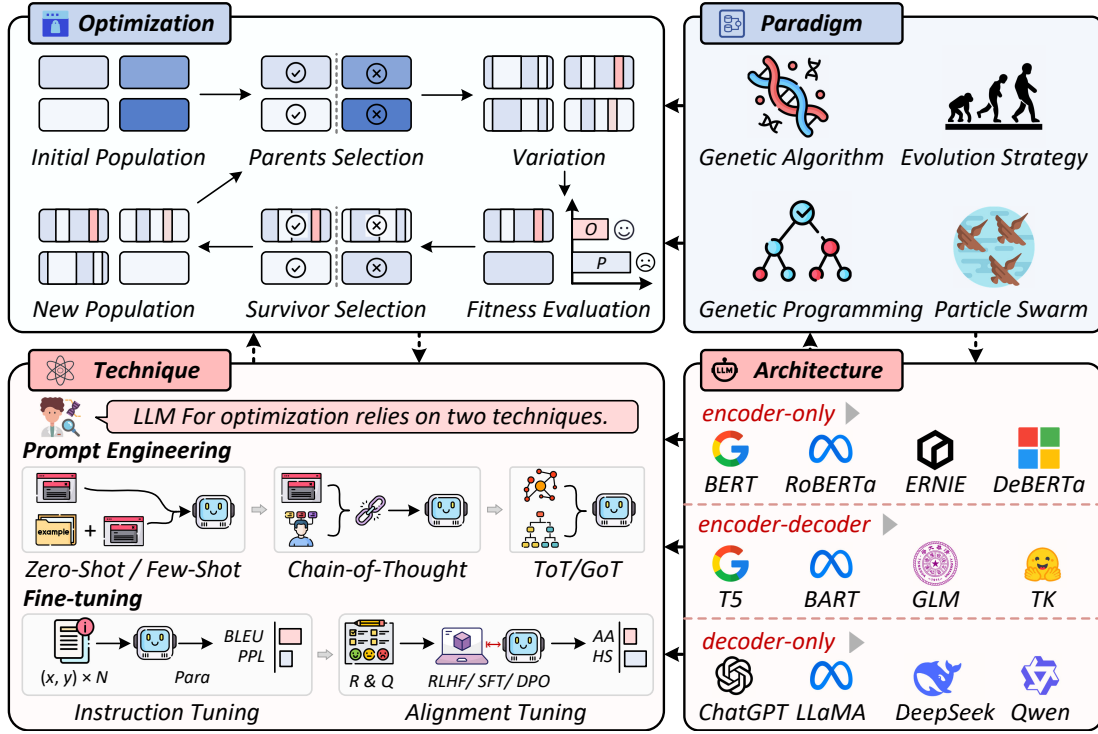 Optimization
Initial Population
Parents Selection
Variation
New Population
Survivor Selection
O
P
Fitness Evaluation
Paradigm
Genetic Algorithm
Evolution Strategy
Genetic Programming
Particle Swarm
Technique
LLM For optimization relies on two techniques.
Prompt Engineering
example
+
Zero-Shot / Few-Shot
Chain-of-Thought
ToT/GoT
Fine-tuning
(x, y) × N
Para
BLEU
PPL
Instruction Tuning
R & Q
RLHF/ SFT/ DPO
AA
HS
Alignment Tuning
LLM
Architecture
encoder-only
BERT
RoBERTa
ERNIE
DeBERTa
encoder-decoder
T5
BART
GLM
TK
decoder-only
ChatGPT
LLaMA
DeepSeek
Qwen